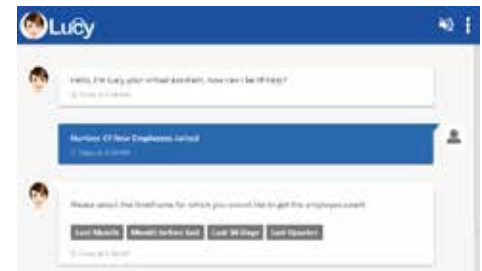 Lucy
Hello, I'm Lucy, your virtual assistant, how can I be of help?
Number Of New Employees Joined
Please select the timeframe for which you would like to get the employee count
Last Month Month before last Last 30 Days Last Quarter